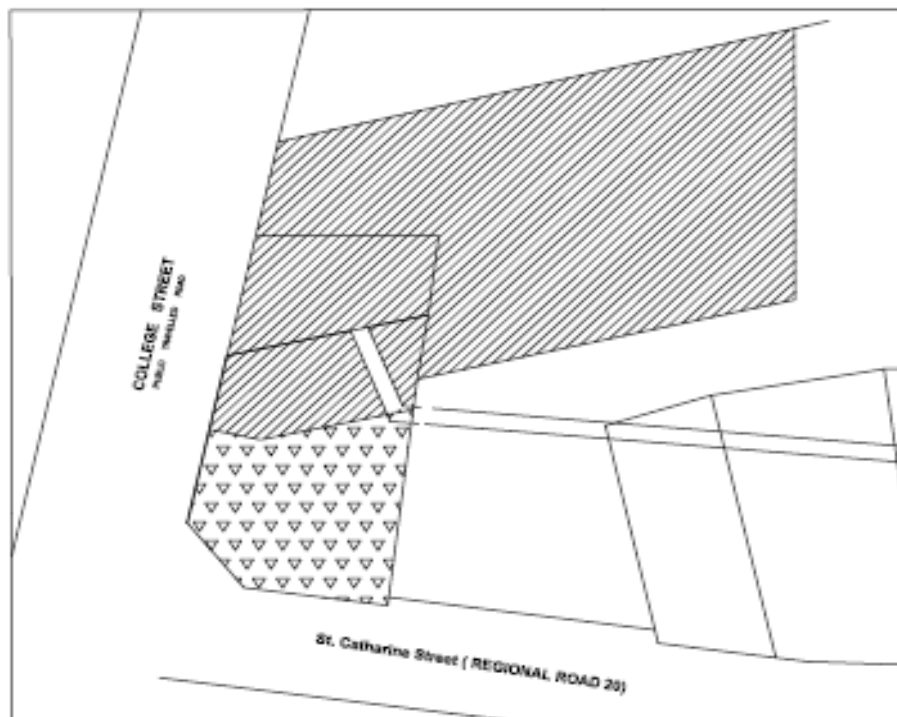 COLLEGE STREET
PUBLIC TRAVELLED ROAD
St. Catharine Street ( REGIONAL ROAD 20)